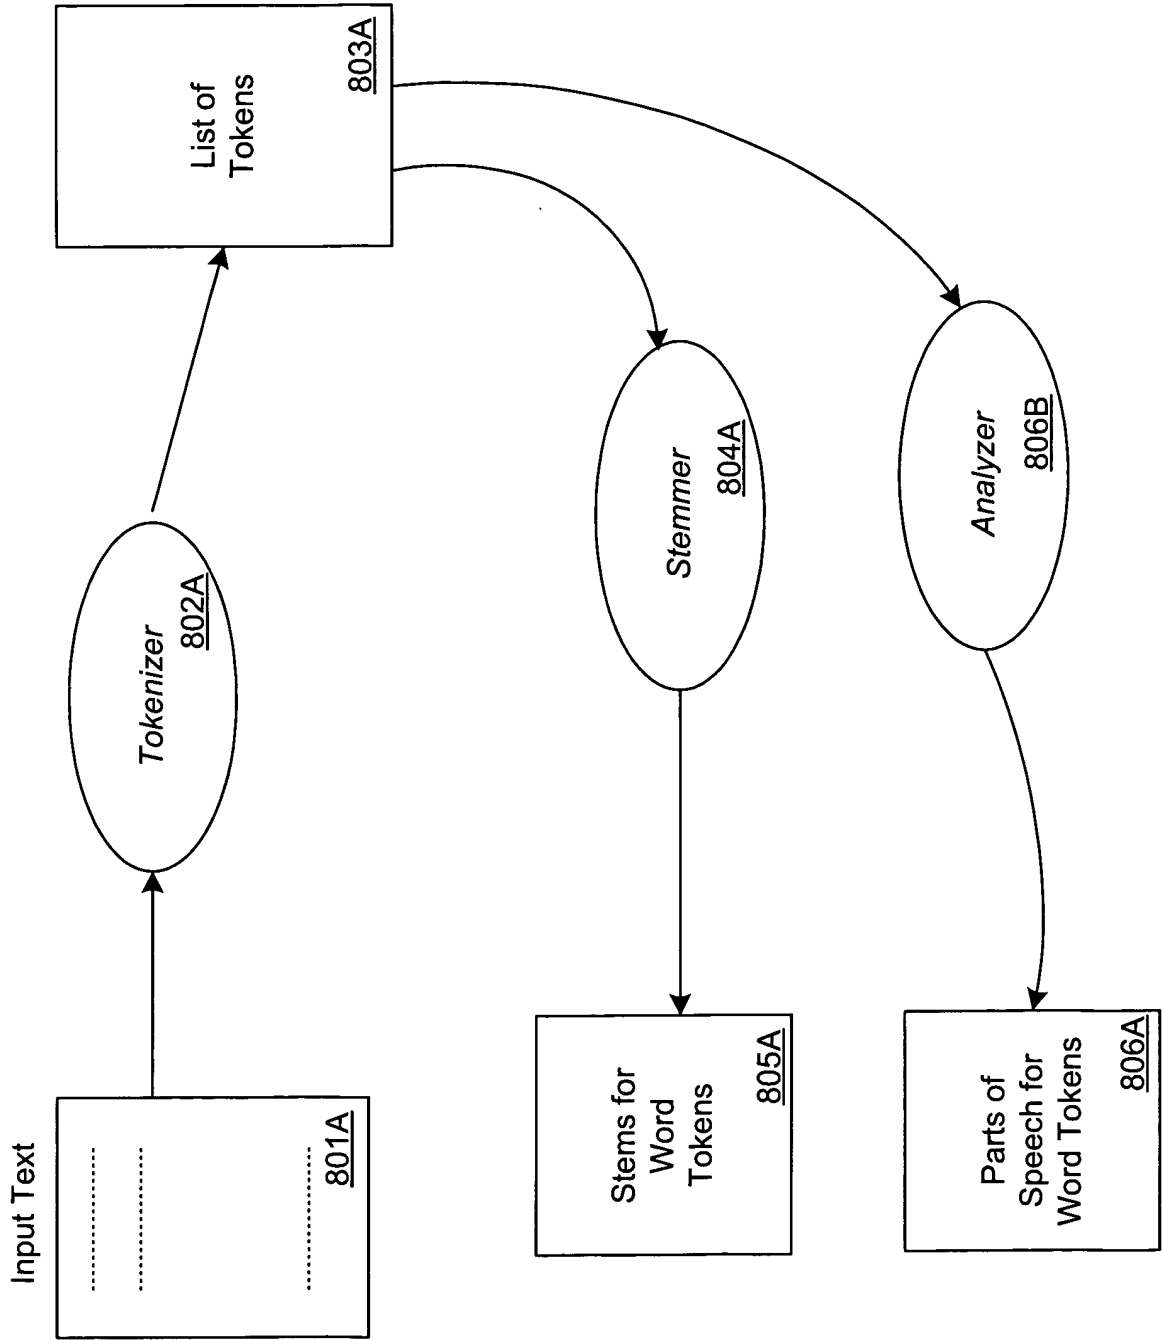 Input Text
801A
Tokenizer
802A
List of
Tokens
803A
Stems for
Word
Tokens
805A
Stemmer
804A
Parts of
Speech for
Word Tokens
806A
Analyzer
806B